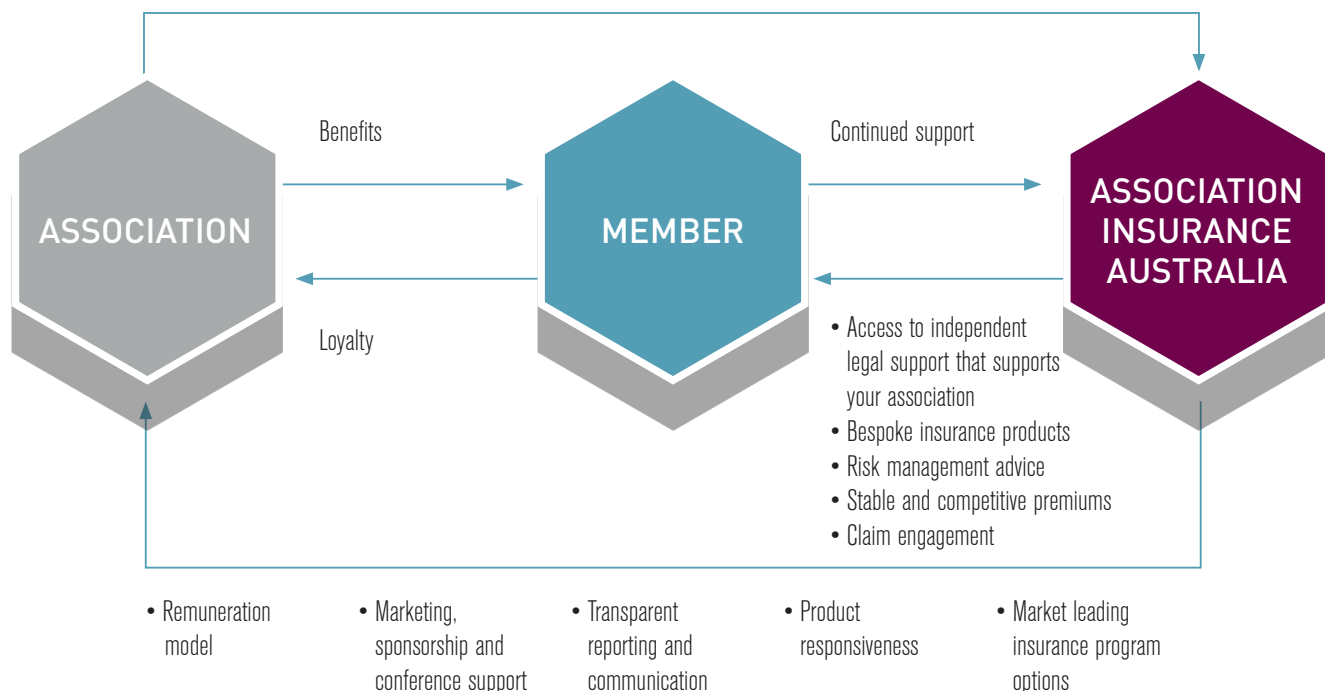 Benefits
Continued support
ASSOCIATION
MEMBER
ASSOCIATION
INSURANCE
AUSTRALIA
Loyalty
• Access to independent
legal support that supports
your association
• Bespoke insurance products
• Risk management advice
• Stable and competitive premiums
• Claim engagement
• Remuneration
model
• Marketing,
sponsorship and
conference support
• Transparent
reporting and
communication
• Product
responsiveness
• Market leading
insurance program
options